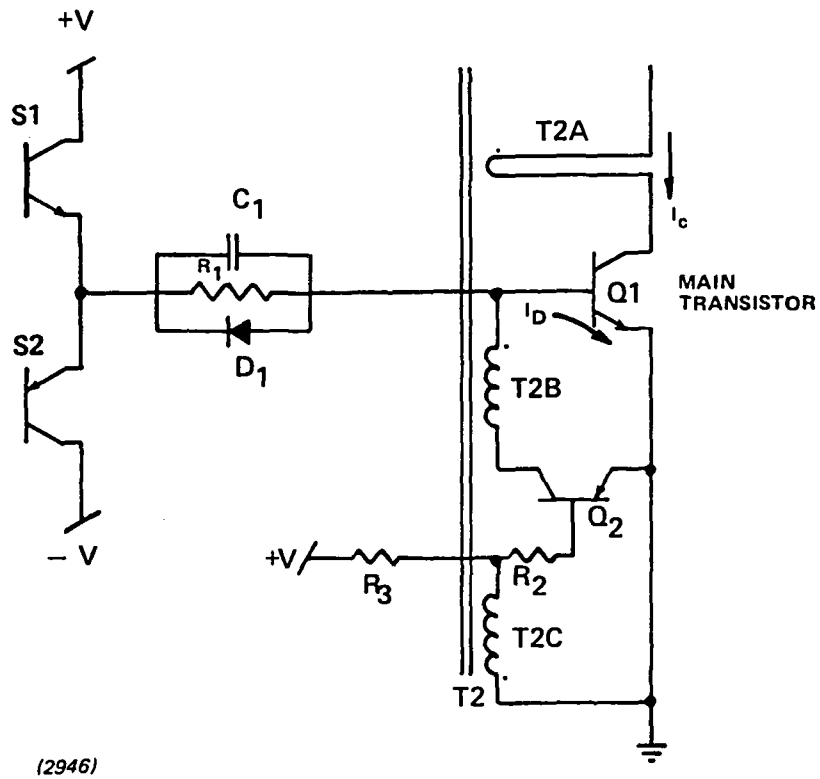 +V
S1
T2A
C1
Ic
R1
Q1
MAIN
TRANSISTOR
ID
S2
D1
T2B
Q2
- V
+V
R3
R2
T2C
T2
(2946)